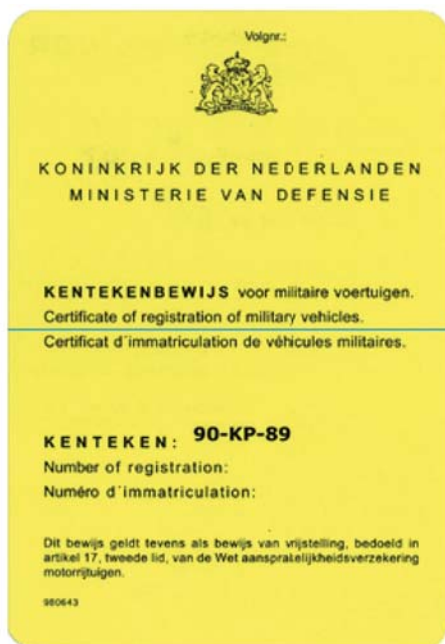 Volgnr.:
KONINKRIJK DER NEDERLANDEN
MINISTERIE VAN DEFENSIE
KENTEKENBEWIJS voor militaire voertuigen.
Certificate of registration of military vehicles.
Certificat d'immatriculation de véhicules militaires.
KENTEKEN: 90-KP-89
Number of registration:
Numéro d'immatriculation:
Dit bewijs geldt tevens als bewijs van vrijstelling, bedoeld in
artikel 17, tweede lid, van de Wet aansprakelijkheidsverzekering
motorrijtuigen.
980643